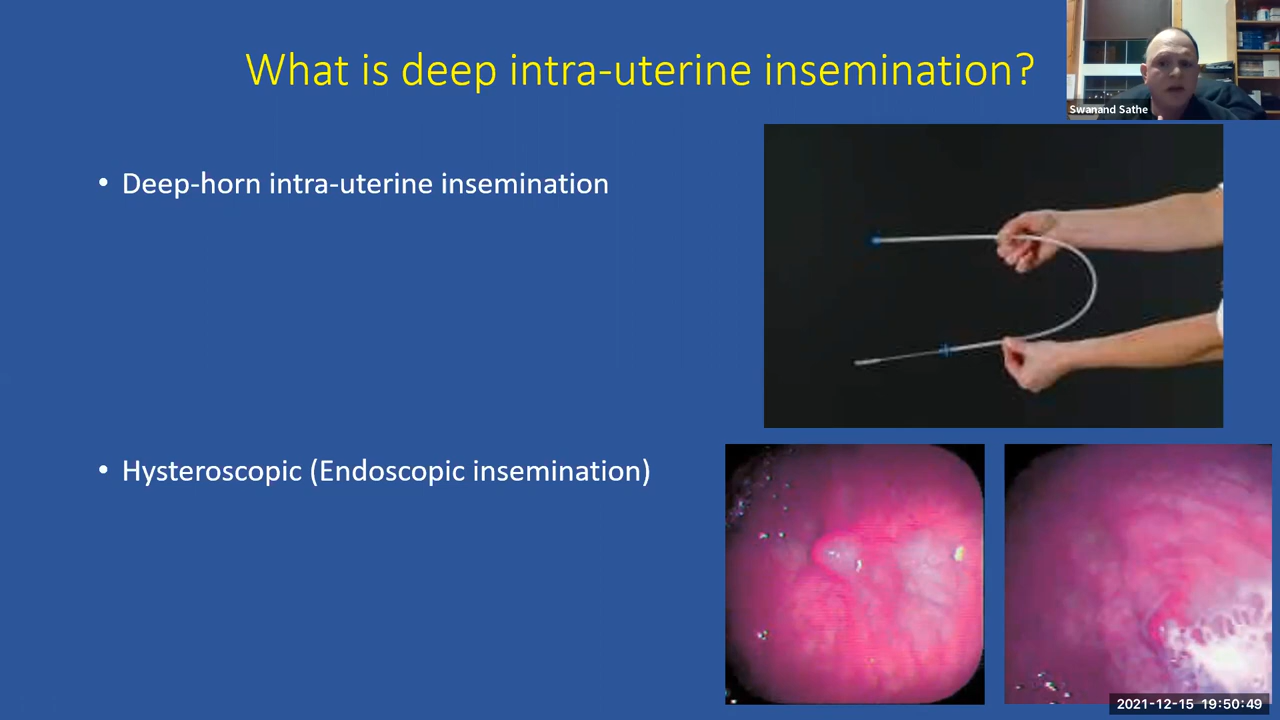 What is deep intra-uterine insemination?
Swanand Sathe
• Deep-horn intra-uterine insemination
• Hysteroscopic (Endoscopic insemination)
2021-12-15 19:50:49